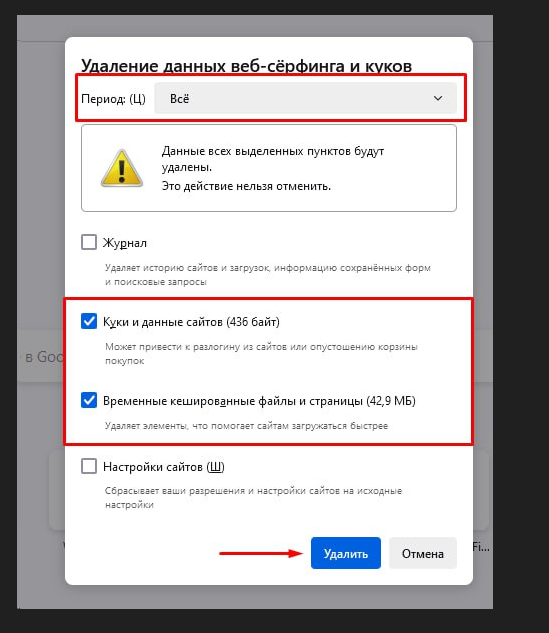 Удаление данных веб-сёрфинга и куков
Период: (Ц) Всё
Данные всех выделенных пунктов будут
удалены.
Это действие нельзя отменить.
Журнал
Удаляет историю сайтов и загрузок, информацию сохранённых форм
и поисковые запросы
Куки и данные сайтов (436 байт)
Может привести к разлогину из сайтов или опустошению корзины
покупок
в Goo
Временные кешированные файлы и страницы (42,9 МБ)
Удаляет элементы, что помогает сайтам загружаться быстрее
Настройки сайтов (Ш)
Сбрасывает ваши разрешения и настройки сайтов на исходные
настройки
Удалить Отмена
Fi...